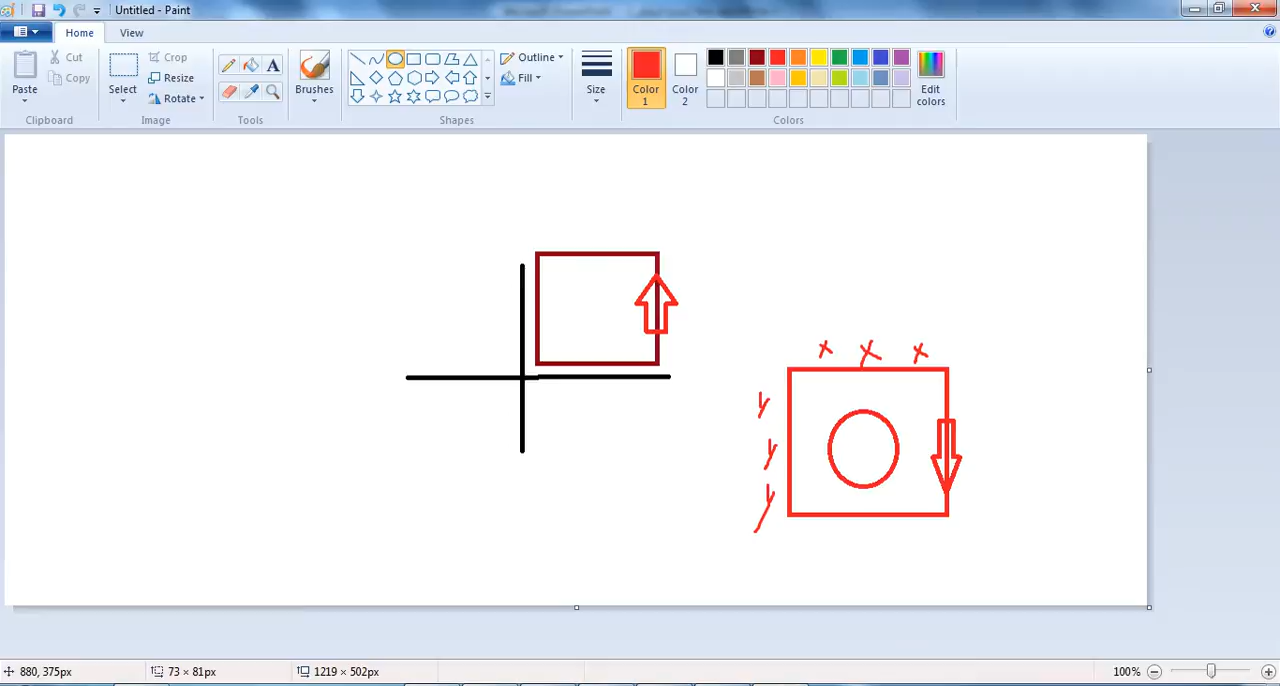 Untitled - Paint
Home View
Paste
Cut
Copy
Clipboard
Select
Resize
Rotate
Image
A
Tools
Brushes
Outline
Fill
Shapes
Size
Color 1
Color 2
Edit colors
Colors
x x x
y
y
y
880, 375px
73 × 81px
1219 × 502px
100%